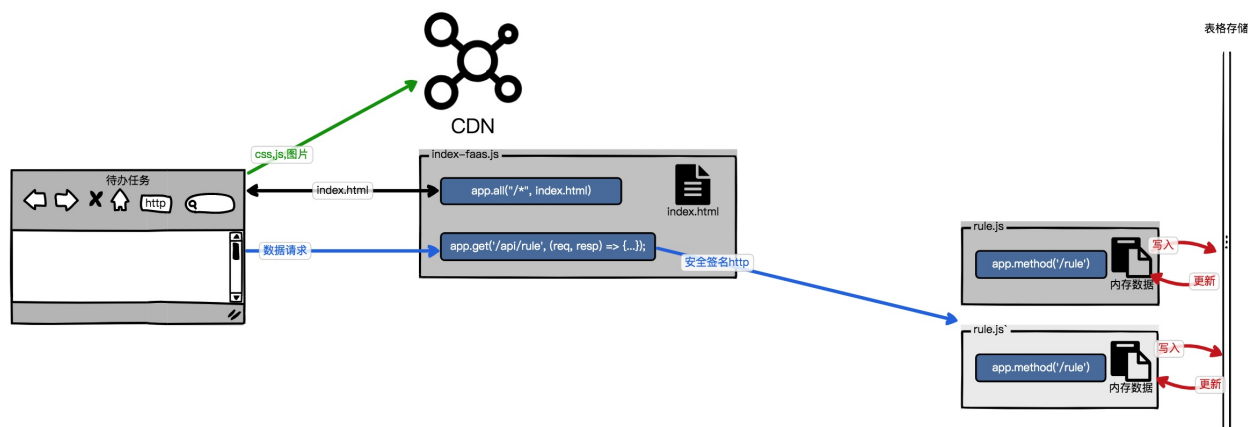 表格存储
CDN
css,js,图片
index-faas.js
待办任务
http
index.html
app.all("/*", index.html)
index.html
数据请求
app.get('/api/rule', (req, resp) => {...});
安全签名http
rule.js
app.method('/rule')
内存数据
写入
更新
rule.js`
app.method('/rule')
内存数据
写入
更新